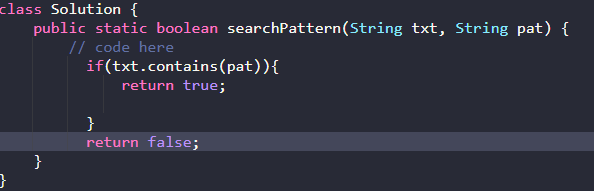 class Solution {
    public static boolean searchPattern(String txt, String pat) {
        // code here
          if(txt.contains(pat)){
              return true;
          }
          return false;
    }
}